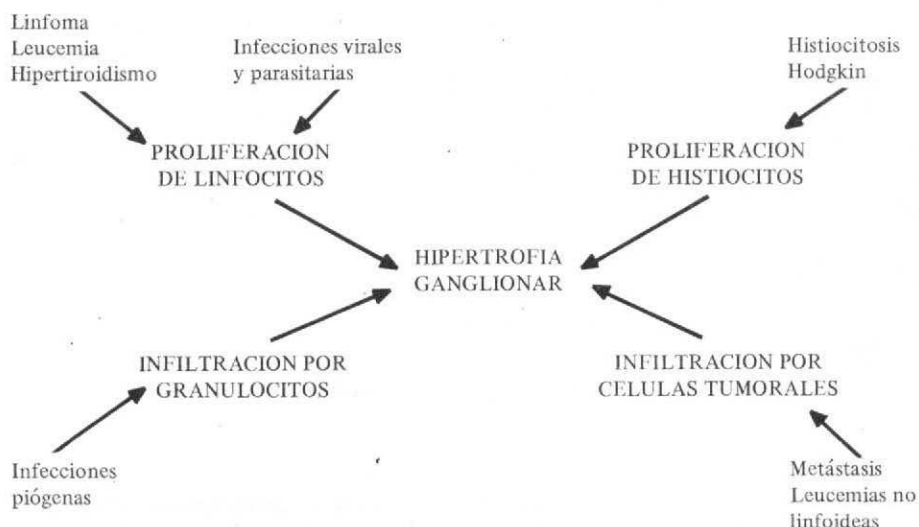 Linfoma
Leucemia
Hipertiroidismo
Infecciones virales
y parasitarias
Histiocitosis
Hodgkin
PROLIFERACION
DE LINFOCITOS
PROLIFERACION
DE HISTIOCITOS
HIPERTROFIA
GANGLIONAR
INFILTRACION POR
GRANULOCITOS
INFILTRACION POR
CELULAS TUMORALES
Infecciones
piógenas
Metástasis
Leucemias no
linfoideas